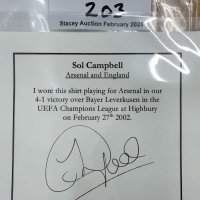 203
Stacey Auction February 2025
Sol Campbell
Arsenal and England
I wore this shirt playing for Arsenal in our
4-1 victory over Bayer Leverkusen in the
UEFA Champions League at Highbury
on February 27th 2002.